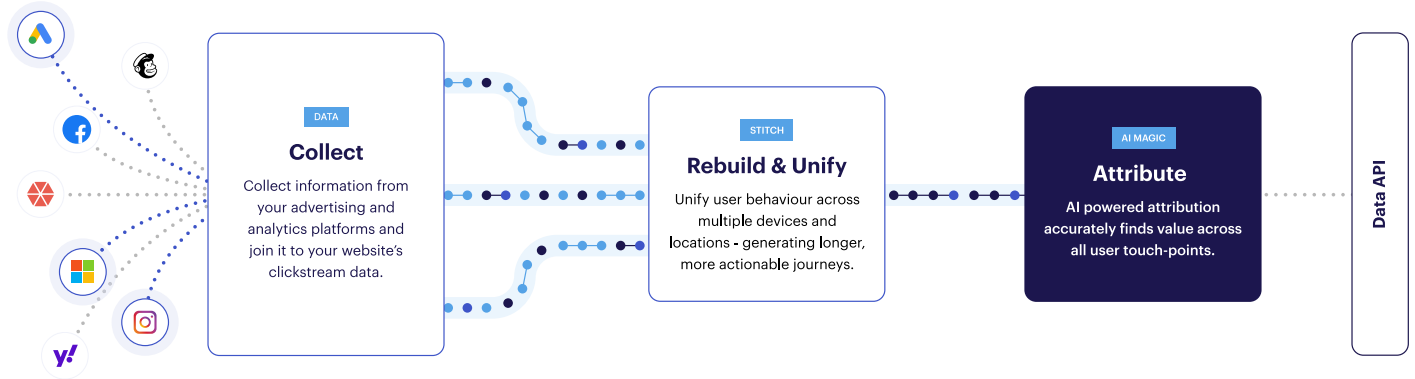 DATA
Collect
Collect information from
your advertising and
analytics platforms and
join it to your website's
clickstream data.
STITCH
Rebuild & Unify
Unify user behaviour across
multiple devices and
locations - generating longer,
more actionable journeys.
AI MAGIC
Attribute
AI powered attribution
accurately finds value across
all user touch-points.
Data API
y!